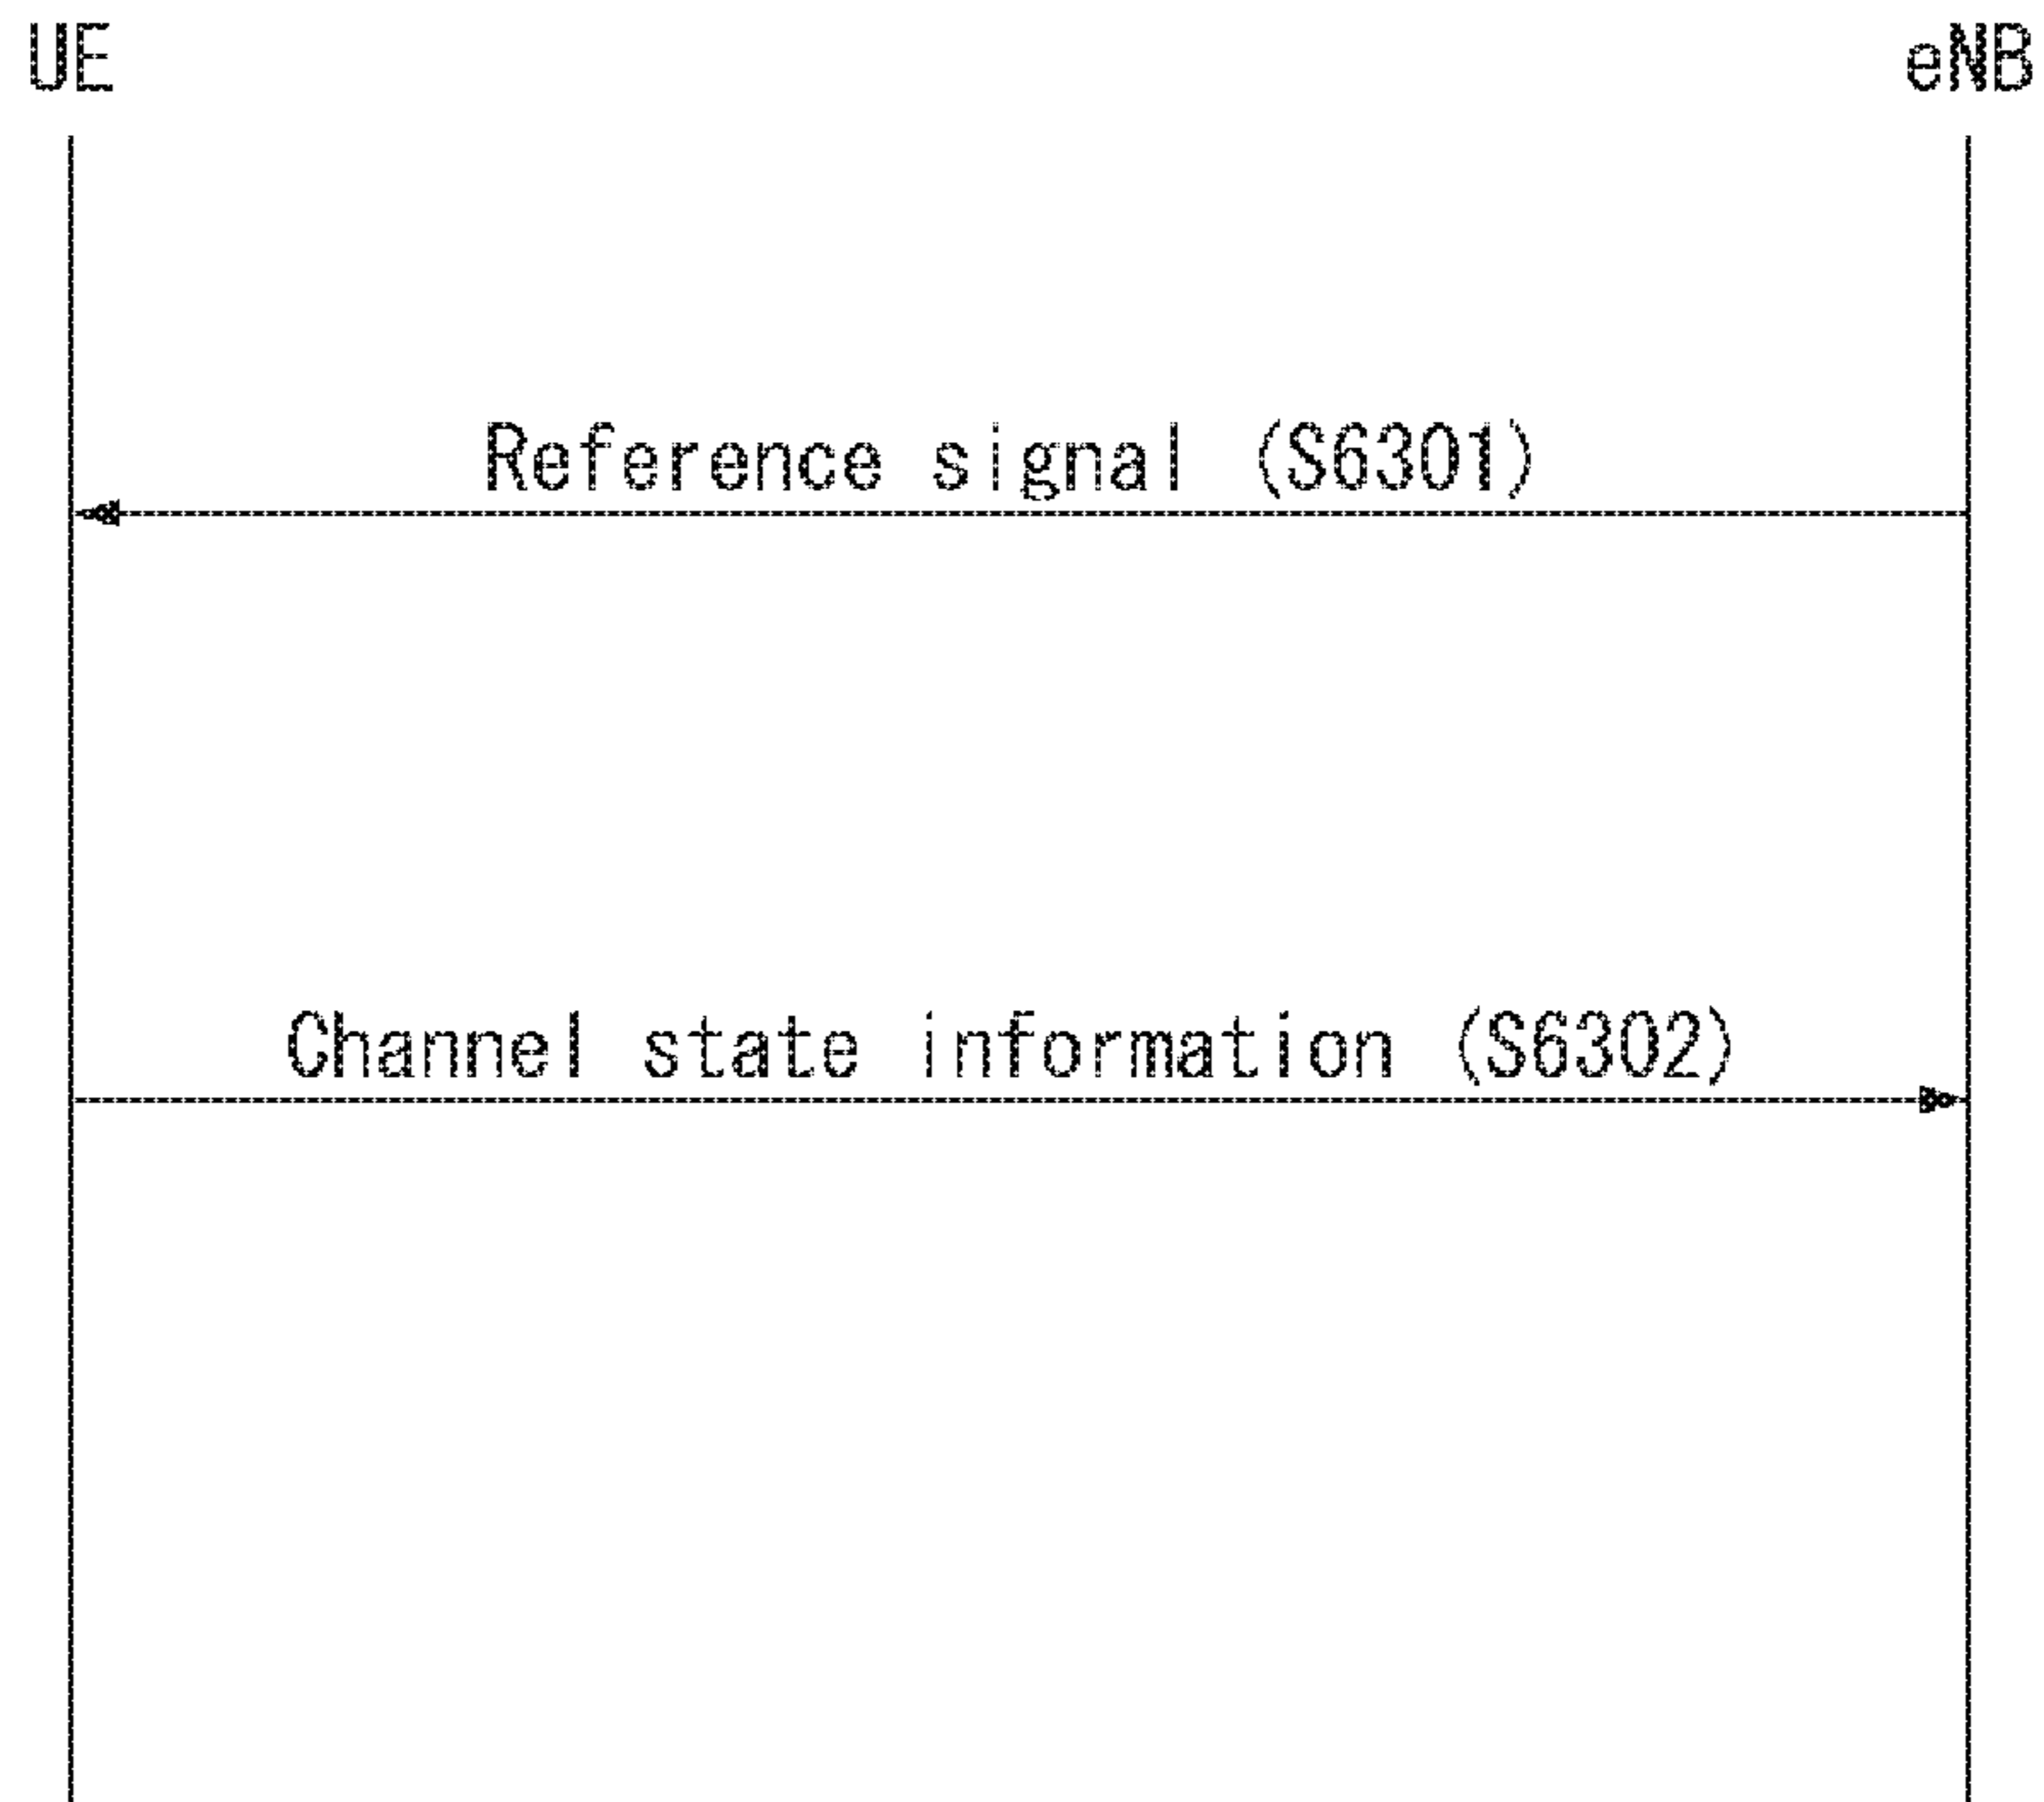 UE eNB
Reference signal (S6301)
Channel state information (S6302)